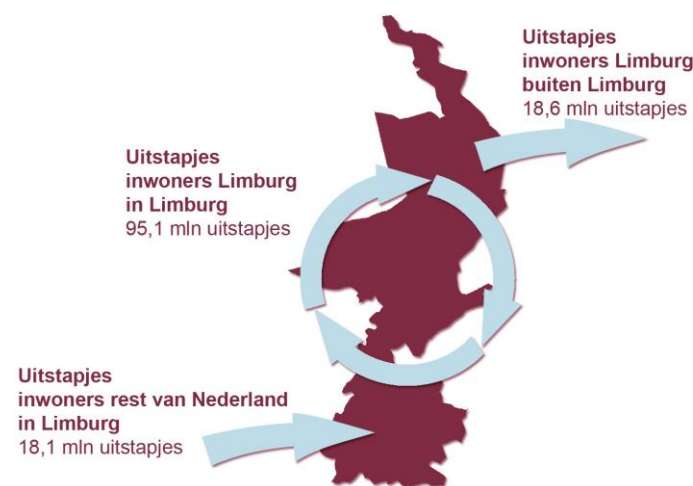 Uitstapjes
inwoners Limburg
buiten Limburg
18,6 mln uitstapjes
Uitstapjes
inwoners Limburg
in Limburg
95,1 mln uitstapjes
Uitstapjes
inwoners rest van Nederland
in Limburg
18,1 mln uitstapjes